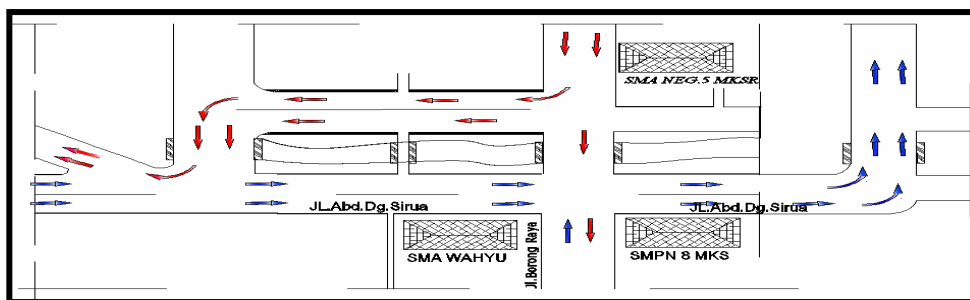 SMA NEG.5 MKSR
JL.Abd.Dg.Sirua
JL.Abd.Dg.Sirua
Jl.Borong Raya
SMA WAHYU
SMPN 8 MKS